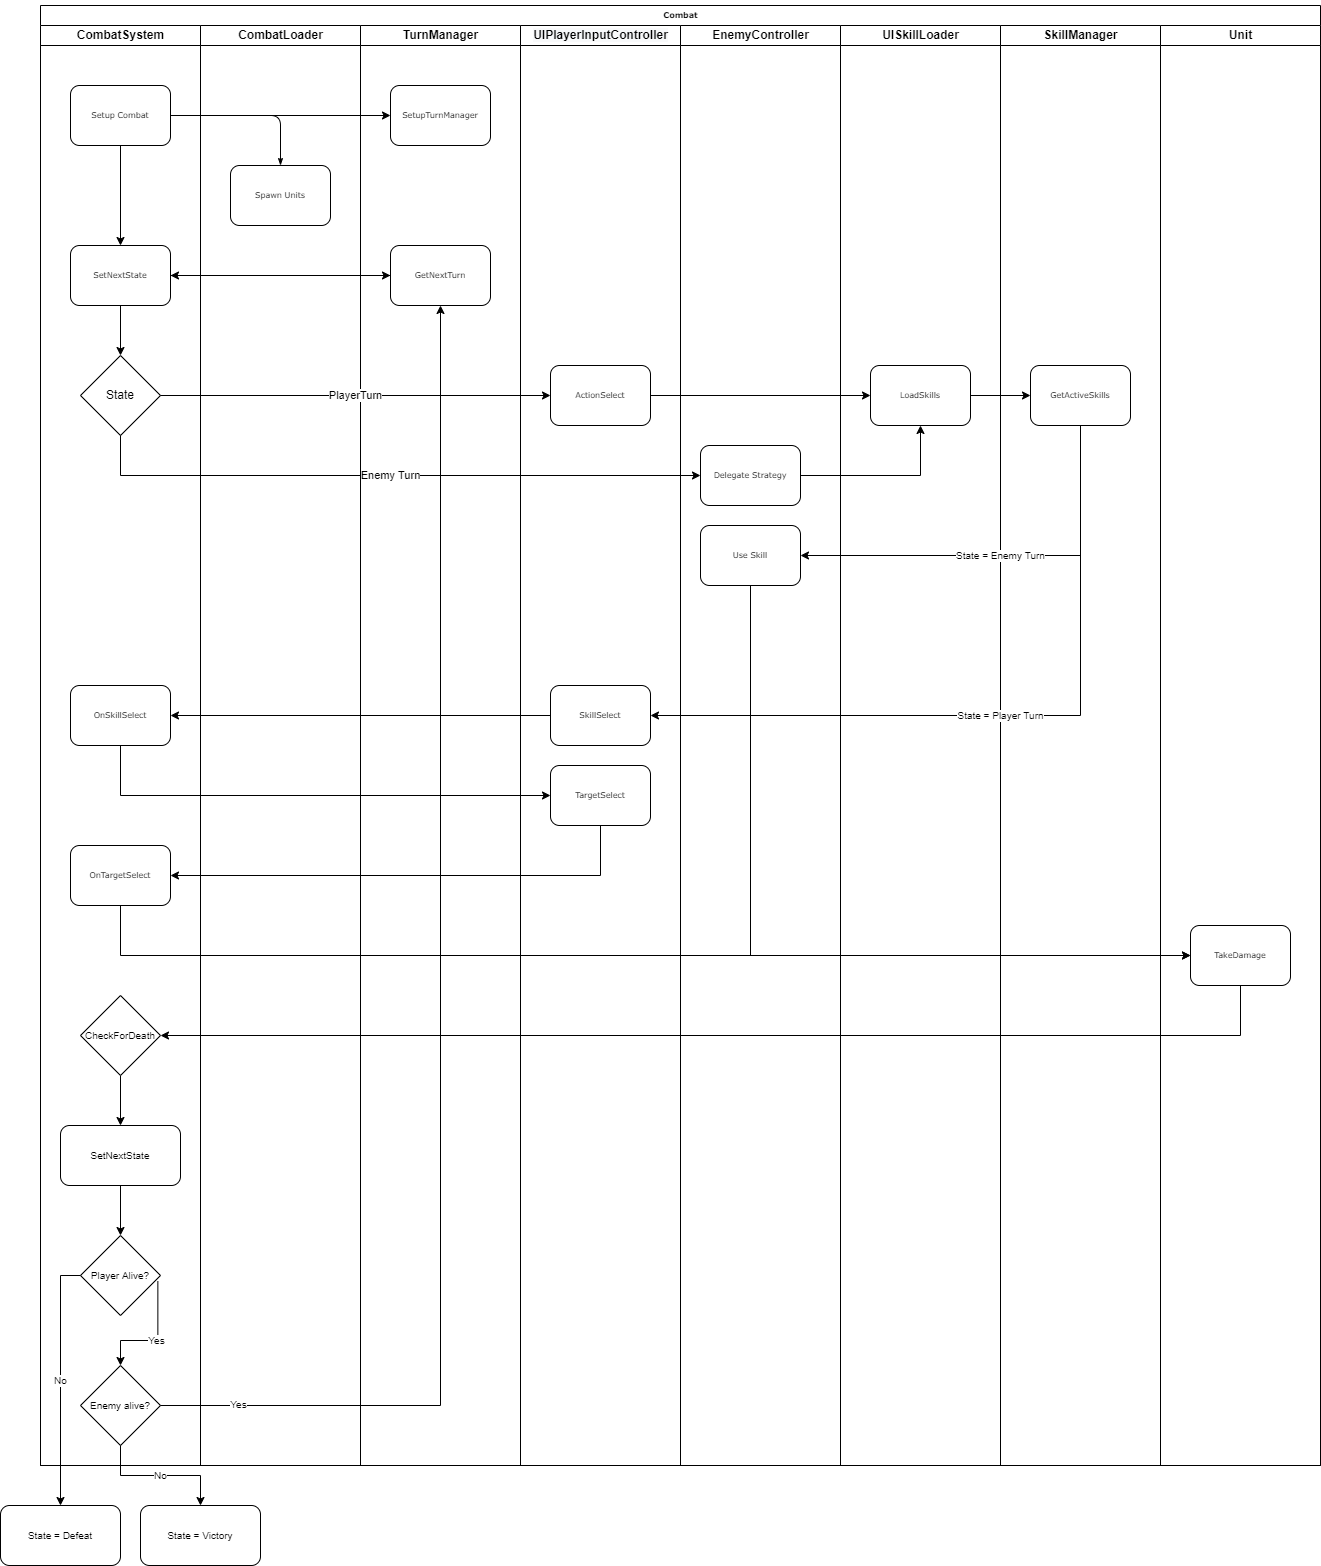 Combat
CombatSystem
CombatLoader
TurnManager
UIPlayerInputController
EnemyController
UISkillLoader
SkillManager
Unit
Setup Combat
SetupTurnManager
Spawn Units
SetNextState
GetNextTurn
State
PlayerTurn
ActionSelect
LoadSkills
GetActiveSkills
Enemy Turn
Delegate Strategy
Use Skill
State = Enemy Turn
OnSkillSelect
SkillSelect
State = Player Turn
TargetSelect
OnTargetSelect
TakeDamage
CheckForDeath
SetNextState
Player Alive?
Yes
No
Enemy alive?
Yes
No
State = Defeat
State = Victory